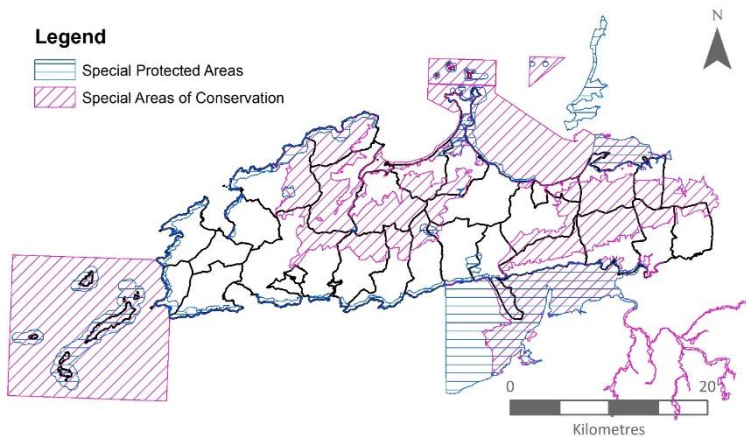 N
Legend
Special Protected Areas
Special Areas of Conservation
0 20
Kilometres